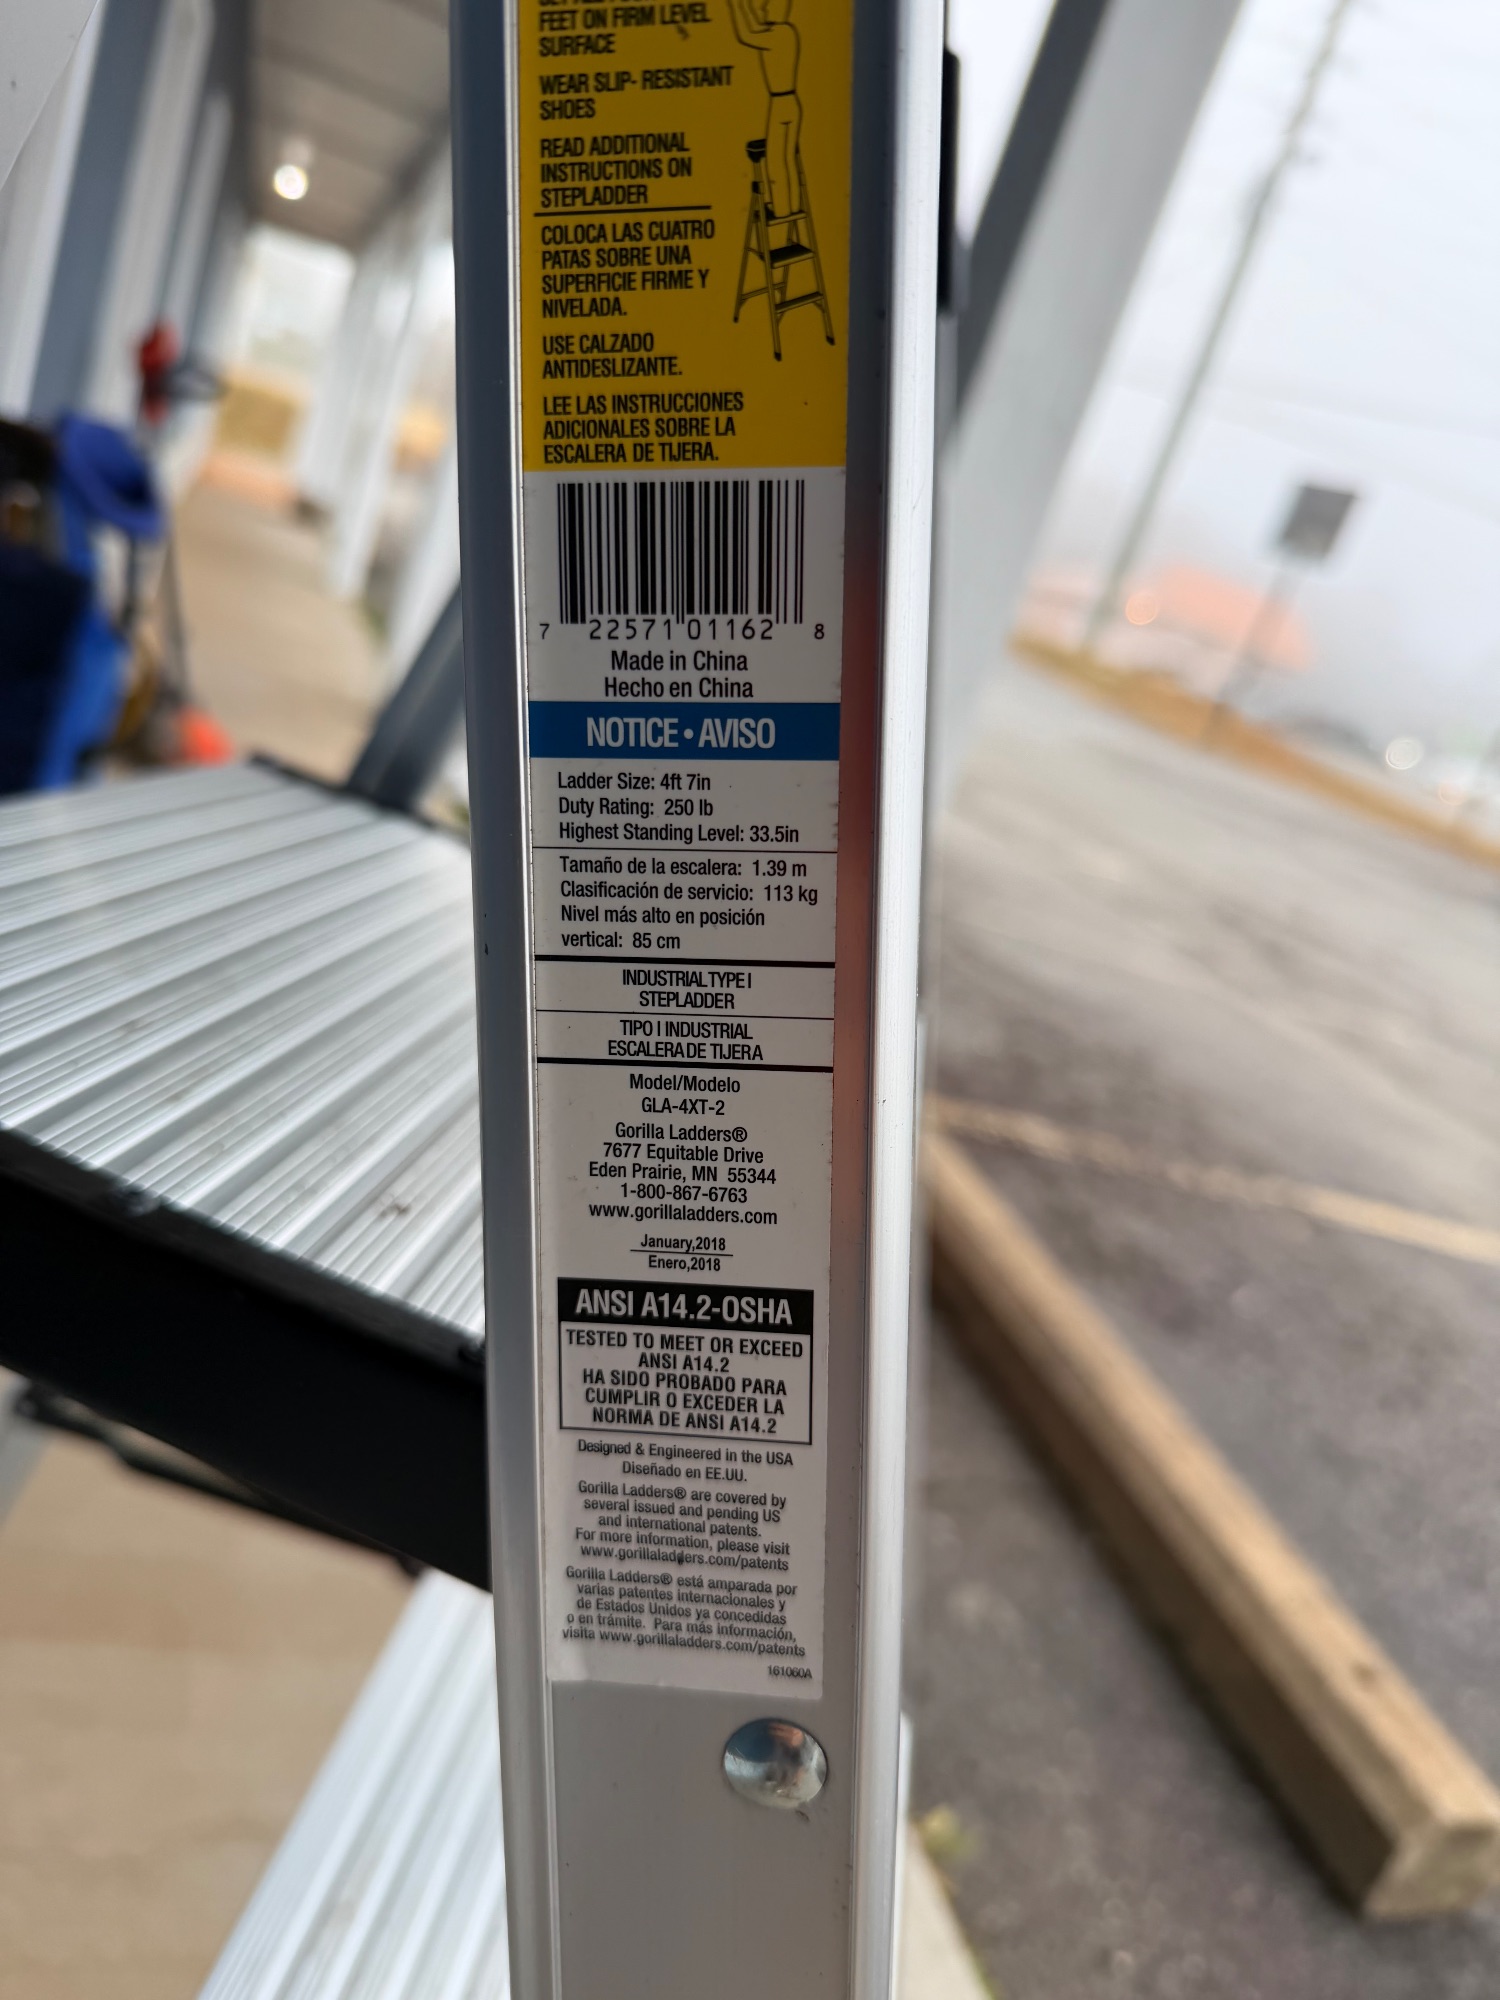 FEET ON FIRM LEVEL
SURFACE
WEAR SLIP- RESISTANT
SHOES
READ ADDITIONAL
INSTRUCTIONS ON
STEPLADDER
COLOCA LAS CUATRO
PATAS SOBRE UNA
SUPERFICIE FIRME Y
NIVELADA.
USE CALZADO
ANTIDESLIZANTE.
LEE LAS INSTRUCCIONES
ADICIONALES SOBRE LA
ESCALERA DE TIJERA.
7 22571 01162 8
Made in China
Hecho en China
NOTICE • AVISO
Ladder Size: 4ft 7in
Duty Rating: 250 lb
Highest Standing Level: 33.5in
Tamaño de la escalera: 1.39 m
Clasificación de servicio: 113 kg
Nivel más alto en posición
vertical: 85 cm
INDUSTRIAL TYPE I
STEPLADDER
TIPO I INDUSTRIAL
ESCALERA DE TIJERA
Model/Modelo
GLA-4XT-2
Gorilla Ladders®
7677 Equitable Drive
Eden Prairie, MN 55344
1-800-867-6763
www.gorillaladders.com
January,2018
Enero,2018
ANSI A14.2-OSHA
TESTED TO MEET OR EXCEED
ANSI A14.2
HA SIDO PROBADO PARA
CUMPLIR O EXCEDER LA
NORMA DE ANSI A14.2
Designed & Engineered in the USA
Diseñado en EE.UU.
Gorilla Ladders® are covered by
several issued and pending US
and international patents.
For more information, please visit
www.gorillaladders.com/patents
Gorilla Ladders® está amparada por
varias patentes internacionales y
de Estados Unidos ya concedidas
o en trámite. Para más información,
visita www.gorillaladders.com/patents
161060A